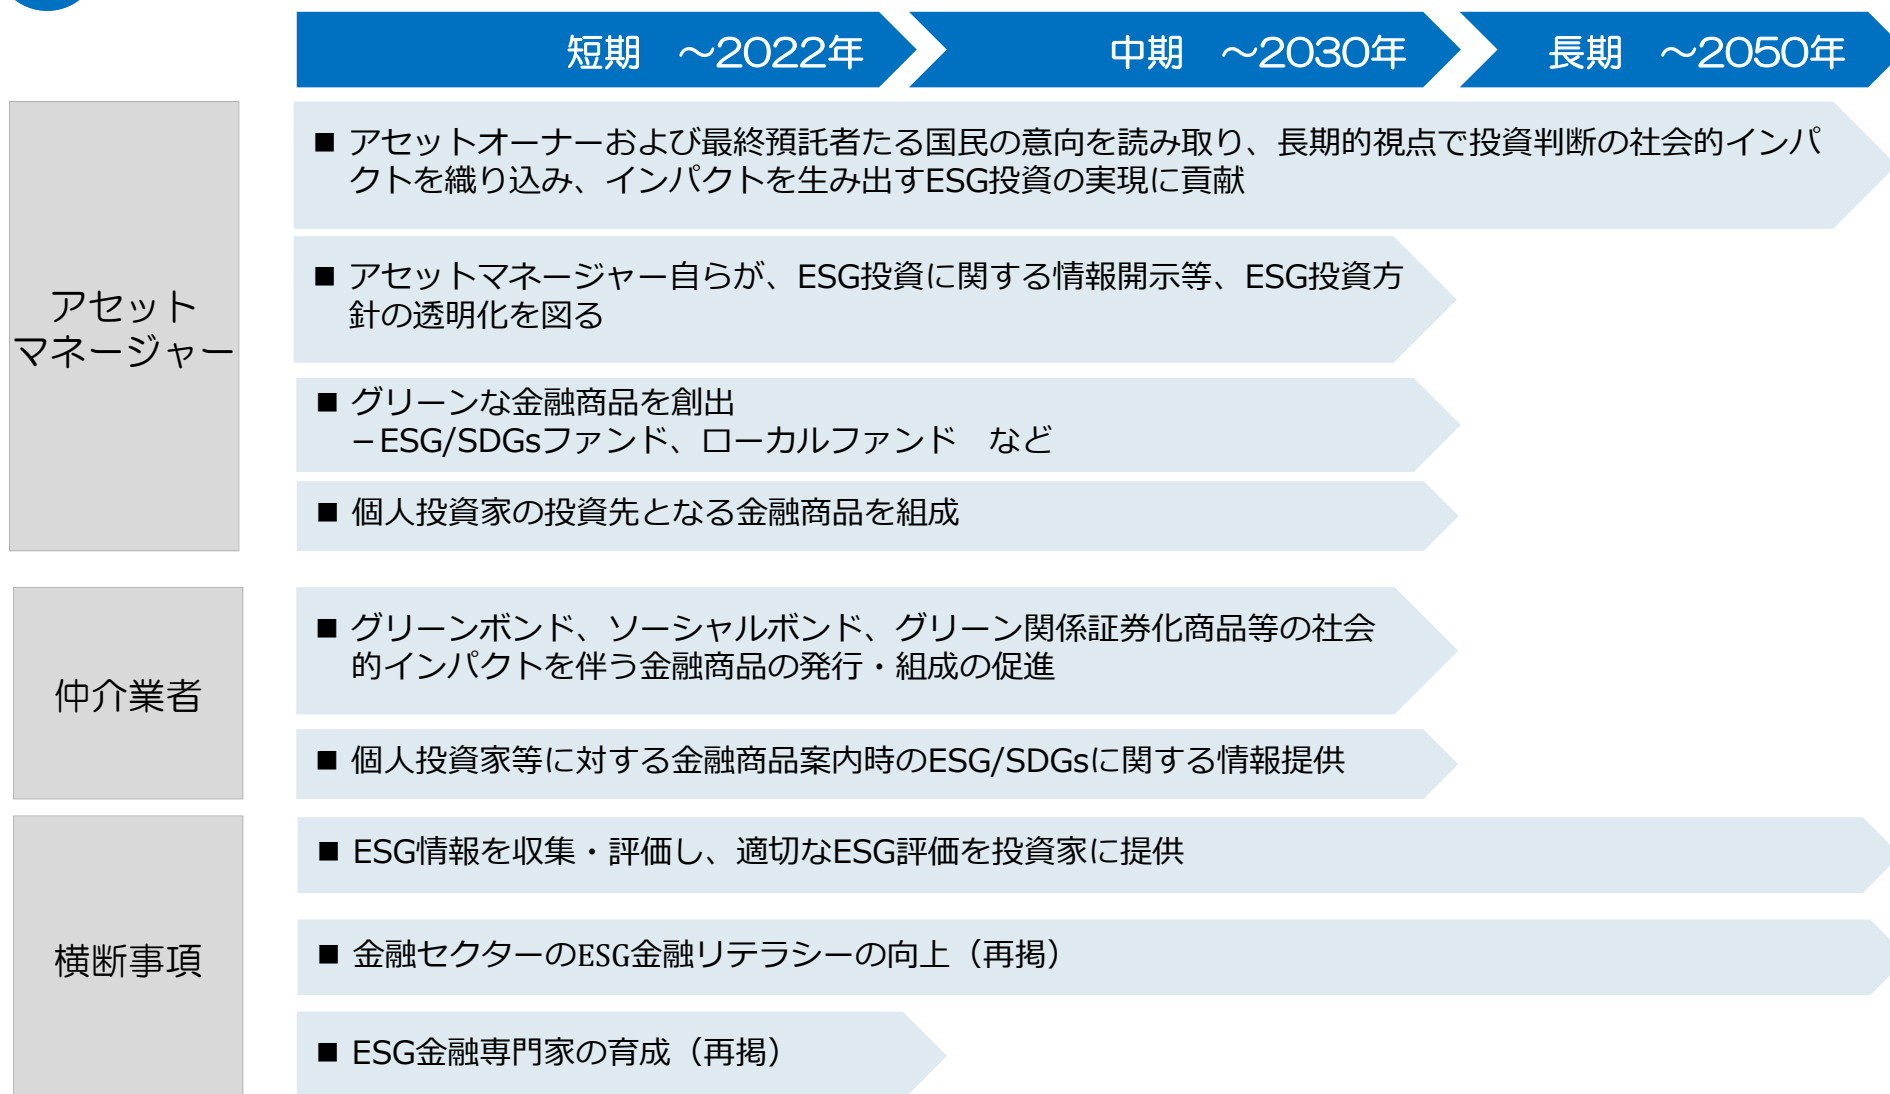 短期　～2022年
中期　～2030年
長期　～2050年
アセット
マネージャー
■ アセットオーナーおよび最終預託者たる国民の意向を読み取り、長期的視点で投資判断の社会的インパ
クトを織り込み、インパクトを生み出すESG投資の実現に貢献
■ アセットマネージャー自らが、ESG投資に関する情報開示等、ESG投資方
針の透明化を図る
■ グリーンな金融商品を創出
－ESG/SDGsファンド、ローカルファンド　など
■ 個人投資家の投資先となる金融商品を組成
仲介業者
■ グリーンボンド、ソーシャルボンド、グリーン関係証券化商品等の社会
的インパクトを伴う金融商品の発行・組成の促進
■ 個人投資家等に対する金融商品案内時のESG/SDGsに関する情報提供
横断事項
■ ESG情報を収集・評価し、適切なESG評価を投資家に提供
■ 金融セクターのESG金融リテラシーの向上（再掲）
■ ESG金融専門家の育成（再掲）